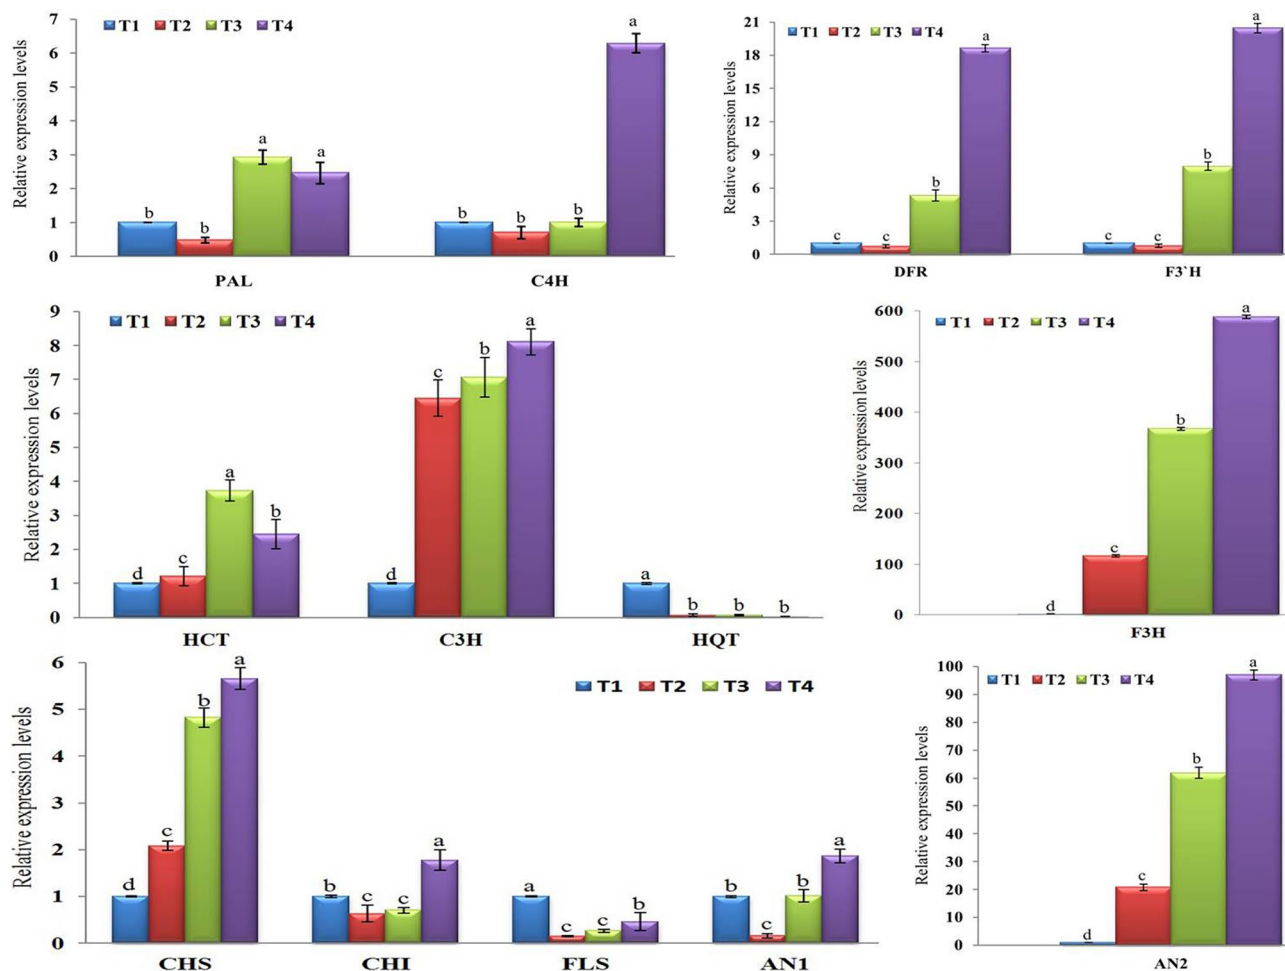 Relative expression levels
7
6
5
4
3
2
1
0
T1 T2 T3 T4
b b a a b b b a
PAL C4H
Relative expression levels
21
18
15
12
9
6
3
0
T1 T2 T3 T4
c c b a c c b a
DFR F3`H
Relative expression levels
9
8
7
6
5
4
3
2
1
0
T1 T2 T3 T4
d c a b d c b a a b b b
HCT C3H HQT
Relative expression levels
600
500
400
300
200
100
0
T1 T2 T3 T4
d c b a
F3H
Relative expression levels
6
5
4
3
2
1
0
T1 T2 T3 T4
d c b a b c c a a c c b b c b a
CHS CHI FLS AN1
Relative expression levels
100
90
80
70
60
50
40
30
20
10
0
T1 T2 T3 T4
d c b a
AN2